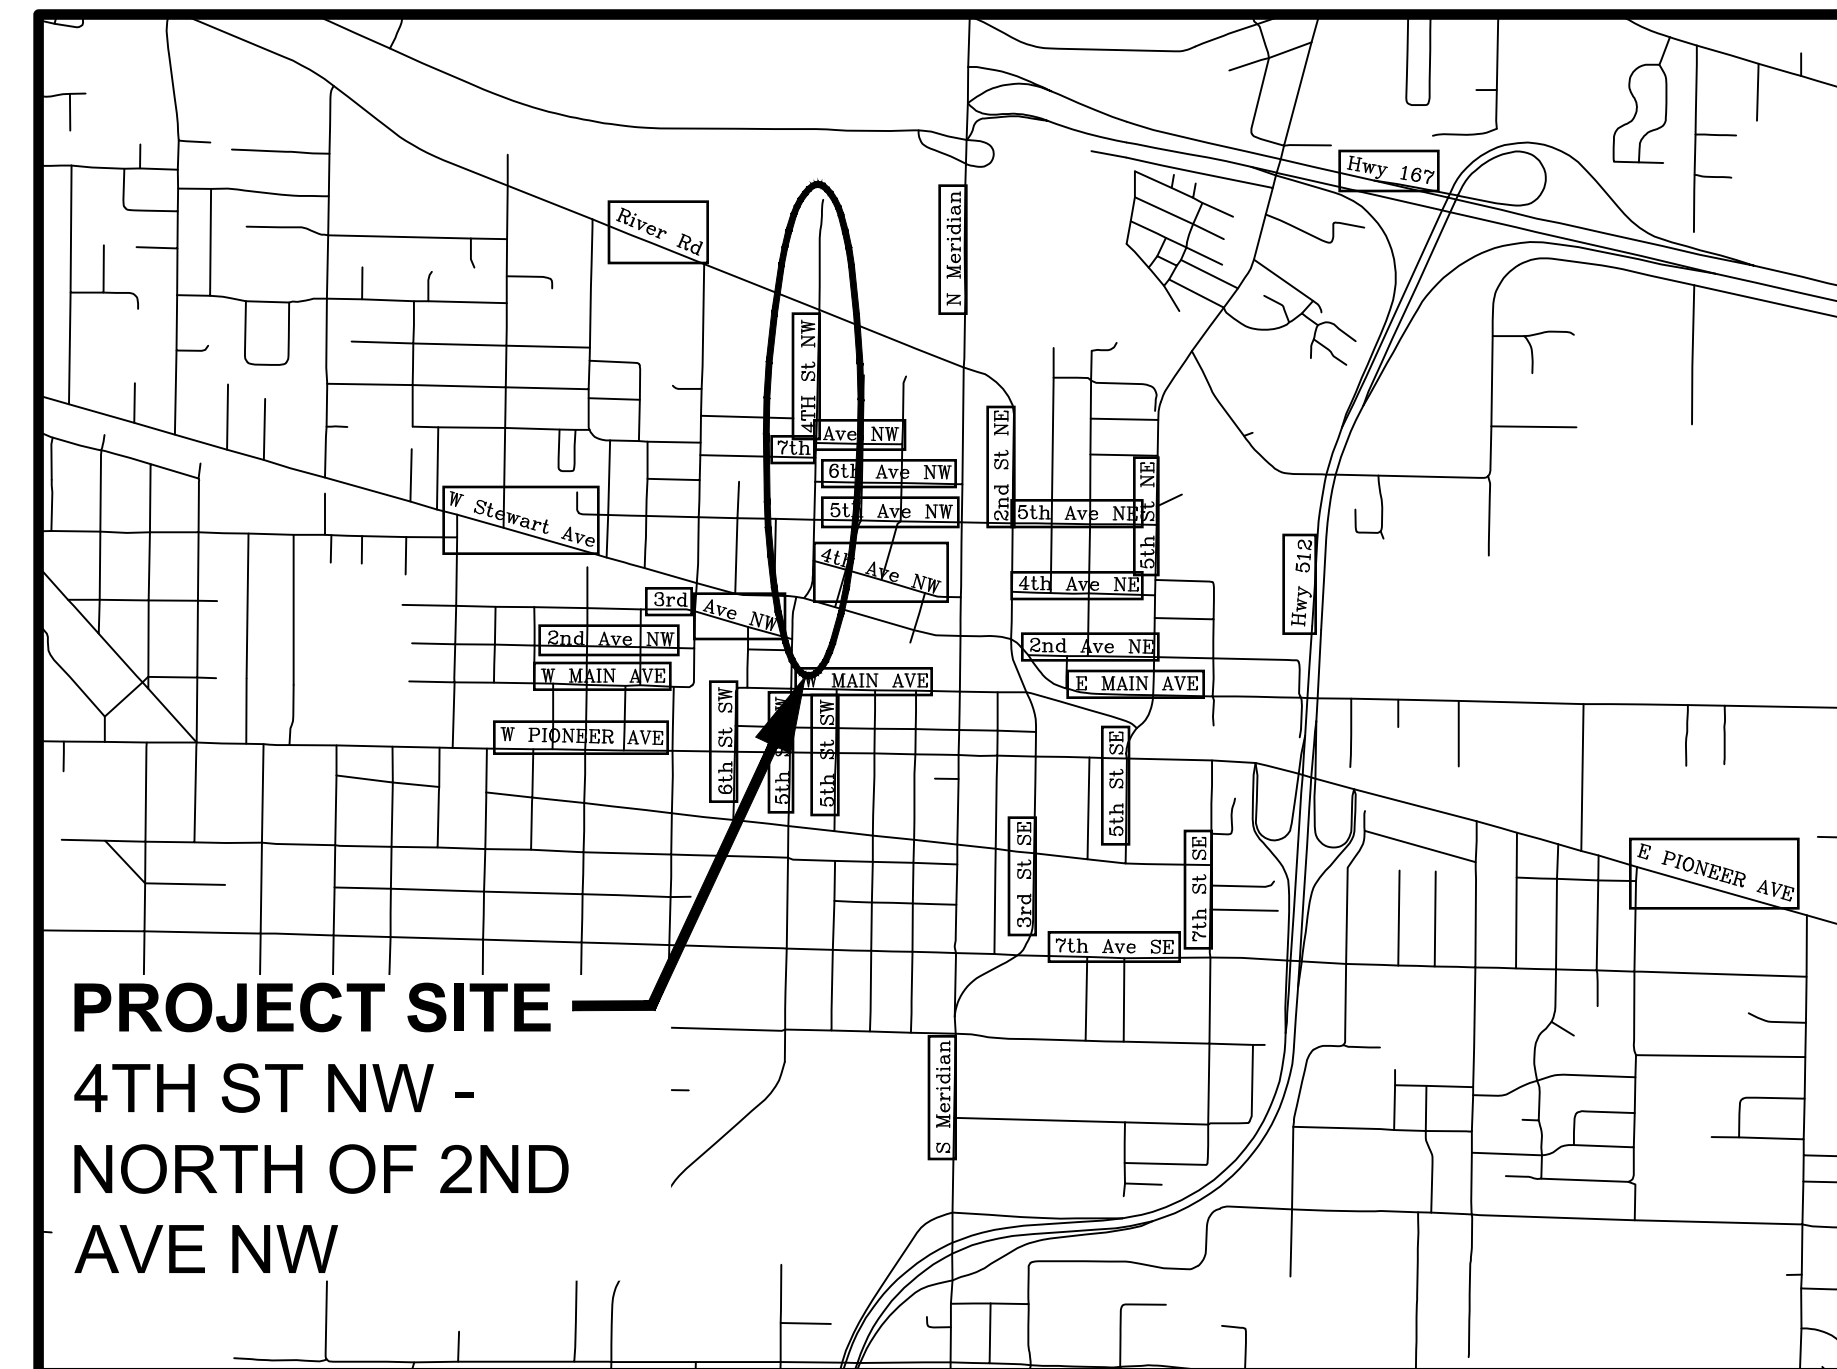 Hwy 167
River Rd
N Meridian
4TH St NW
7th Ave NW
6th Ave NW
5th Ave NW
2nd St NE
5th Ave NE
5th St NE
W Stewart Ave
4th Ave NW
4th Ave NE
Hwy 512
3rd Ave NW
2nd Ave NW
2nd Ave NE
W MAIN AVE
W MAIN AVE
E MAIN AVE
W PIONEER AVE
6th St SW
5th St SW
5th St SW
5th St SE
3rd St SE
7th St SE
E PIONEER AVE
7th Ave SE
PROJECT SITE
4TH ST NW -
NORTH OF 2ND
AVE NW
S Meridian